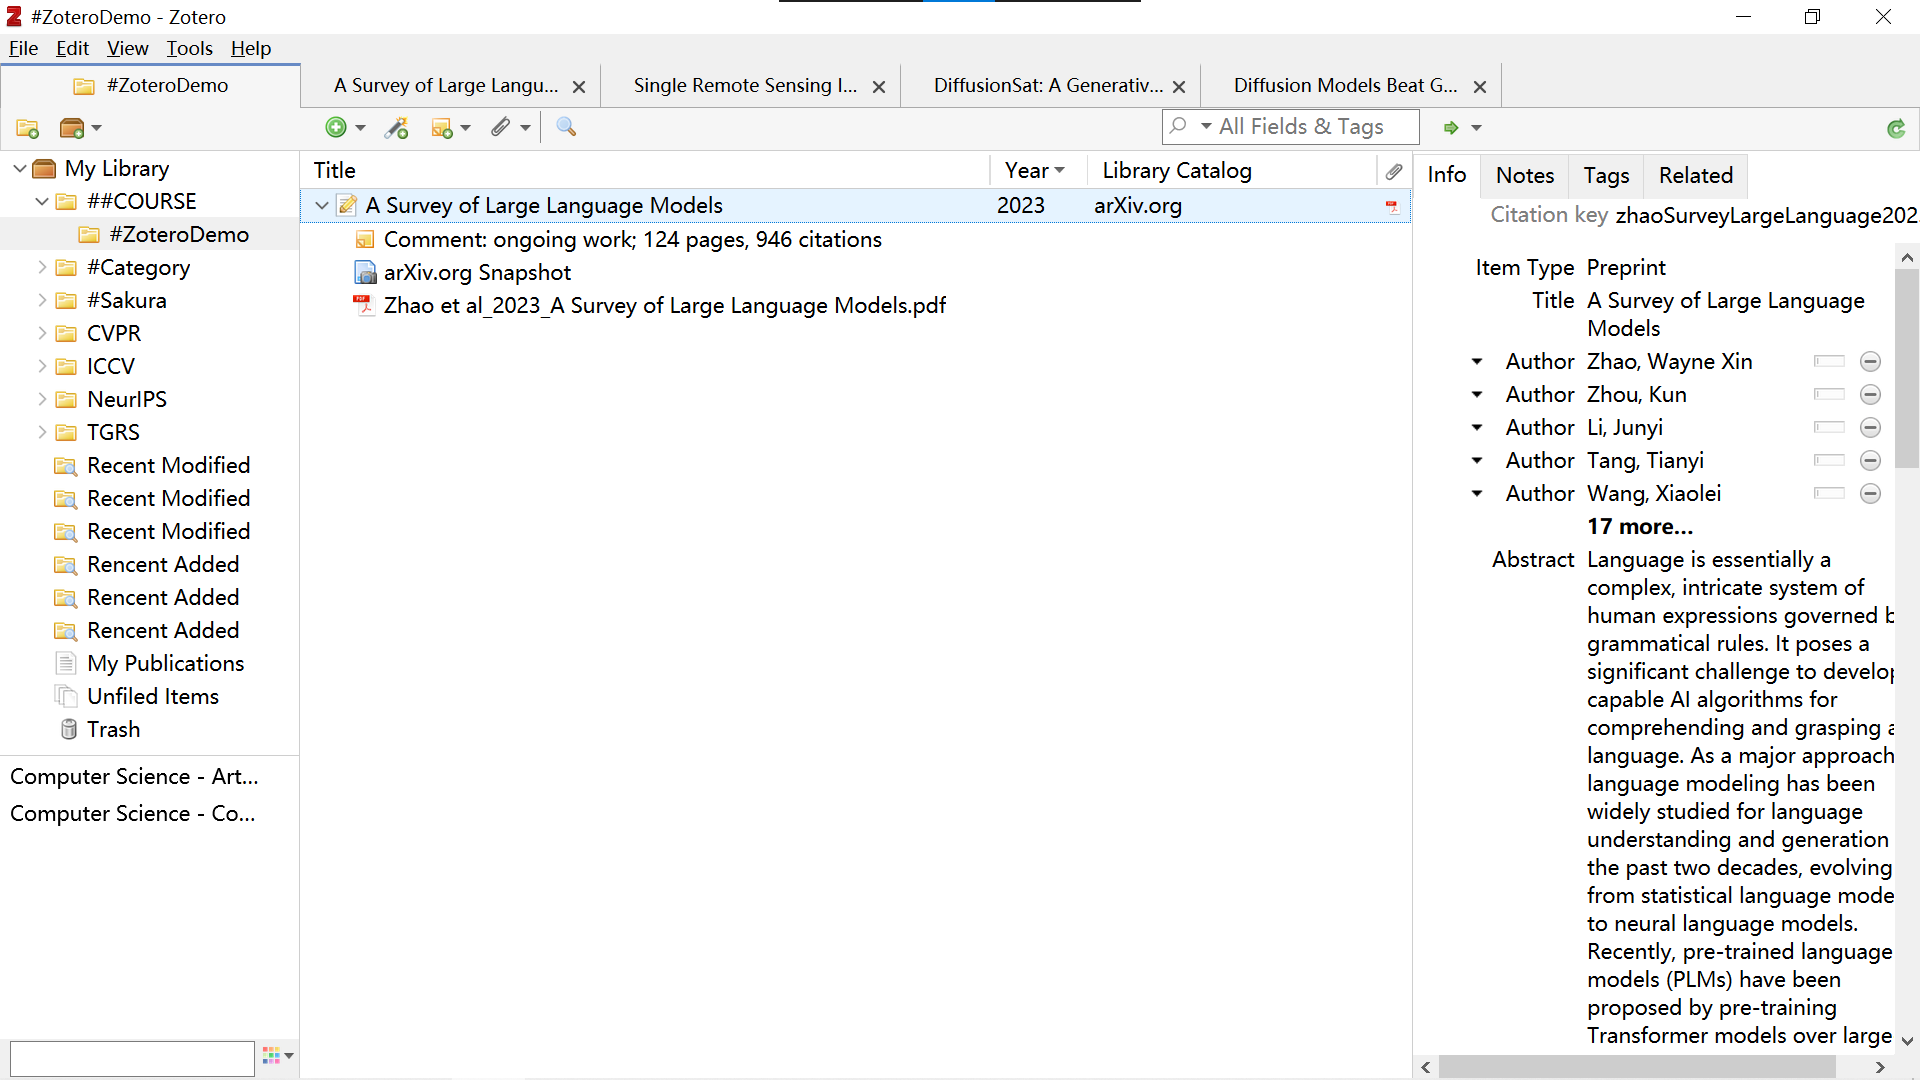 #ZoteroDemo - Zotero
File Edit View Tools Help
#ZoteroDemo
A Survey of Large Langu...
Single Remote Sensing I...
DiffusionSat: A Generativ...
Diffusion Models Beat G...
All Fields & Tags
My Library
##COURSE
#ZoteroDemo
#Category
#Sakura
CVPR
ICCV
NeurIPS
TGRS
Recent Modified
Recent Modified
Recent Modified
Rencent Added
Rencent Added
Rencent Added
My Publications
Unfiled Items
Trash
Computer Science - Art...
Computer Science - Co...
Title Year Library Catalog
A Survey of Large Language Models 2023 arXiv.org
Comment: ongoing work; 124 pages, 946 citations
arXiv.org Snapshot
Zhao et al_2023_A Survey of Large Language Models.pdf
Info Notes Tags Related
Citation key zhaoSurveyLargeLanguage202
Item Type Preprint
Title A Survey of Large Language
Models
Author Zhao, Wayne Xin
Author Zhou, Kun
Author Li, Junyi
Author Tang, Tianyi
Author Wang, Xiaolei
17 more...
Abstract Language is essentially a
complex, intricate system of
human expressions governed b
grammatical rules. It poses a
significant challenge to develop
capable AI algorithms for
comprehending and grasping a
language. As a major approach
language modeling has been
widely studied for language
understanding and generation
the past two decades, evolving
from statistical language mode
to neural language models.
Recently, pre-trained language
models (PLMs) have been
proposed by pre-training
Transformer models over large